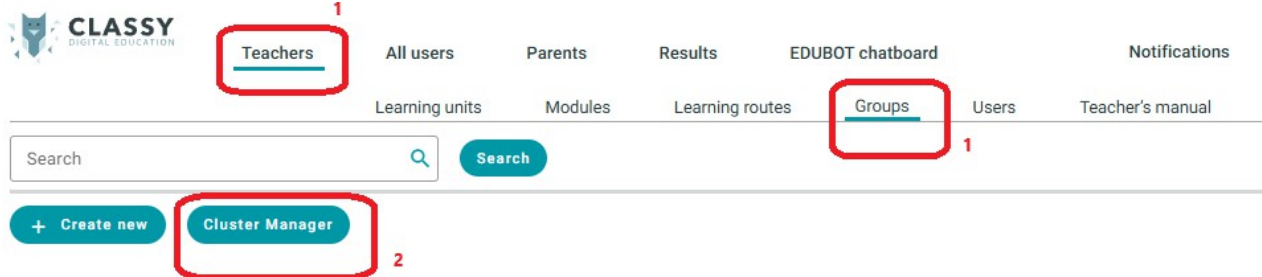 1
CLASSY
DIGITAL EDUCATION
Teachers All users Parents Results EDUBOT chatboard Notifications
Learning units Modules Learning routes Groups Users Teacher's manual
1
Search Search
+ Create new Cluster Manager
2